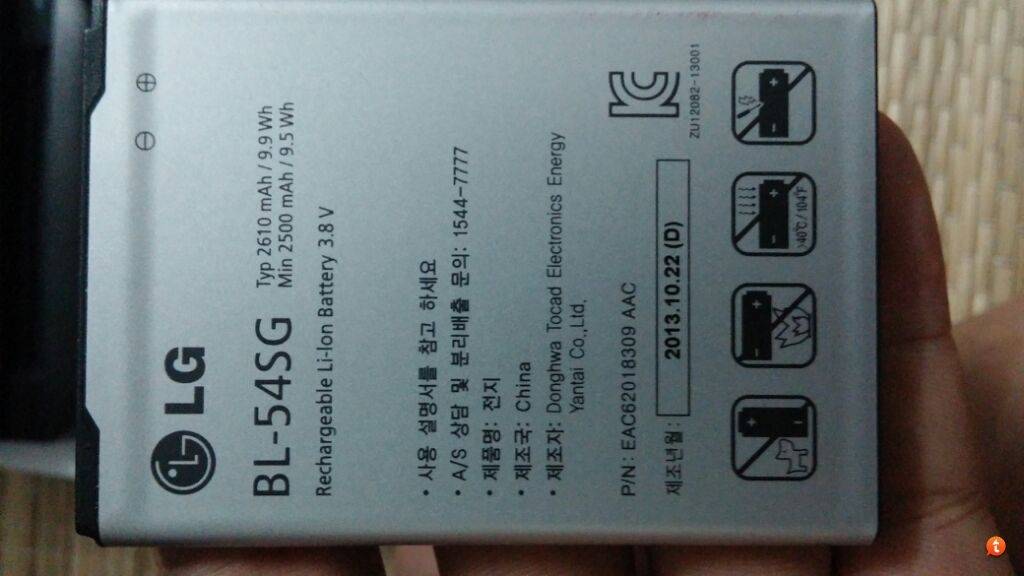 LG
BL-54SG
Typ 2610 mAh / 9.9 Wh
Min 2500 mAh / 9.5 Wh
Rechargeable Li-Ion Battery 3.8 V
• 사용 설명서를 참고 하세요
• A/S 상담 및 분리배출 문의: 1544-7777
• 제품명: 전지
• 제조국: China
• 제조자: Donghwa Tocad Electronics Energy
Yantai Co.,Ltd.
P/N : EAC62018309 AAC
제조년월 : 2013.10.22 (D)
ZU12082-13001
>40℃/104℉